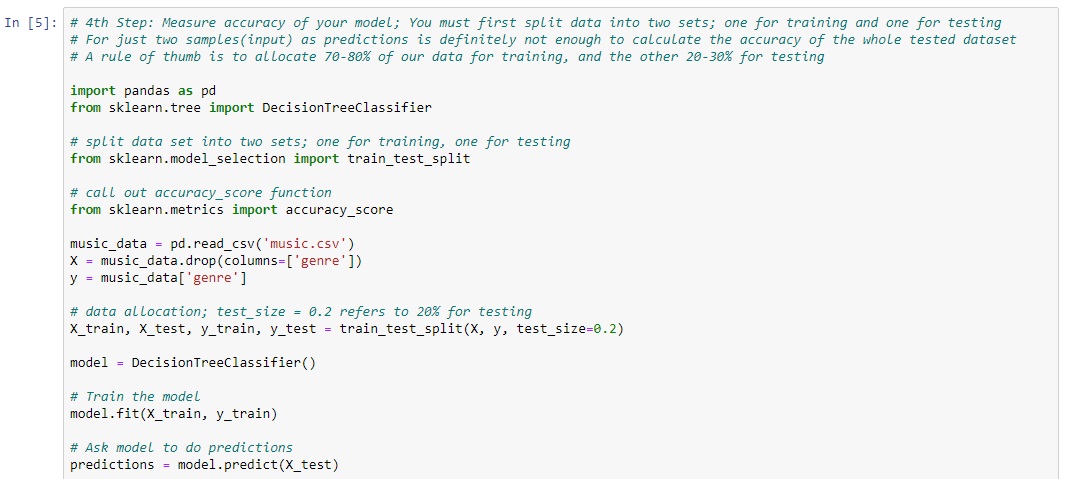 In [5]: # 4th Step: Measure accuracy of your model; You must first split data into two sets; one for training and one for testing
# For just two samples(input) as predictions is definitely not enough to calculate the accuracy of the whole tested dataset
# A rule of thumb is to allocate 70-80% of our data for training, and the other 20-30% for testing
import pandas as pd
from sklearn.tree import DecisionTreeClassifier
# split data set into two sets; one for training, one for testing
from sklearn.model_selection import train_test_split
# call out accuracy_score function
from sklearn.metrics import accuracy_score
music_data = pd.read_csv('music.csv')
X = music_data.drop(columns=['genre'])
y = music_data['genre']
# data allocation; test_size = 0.2 refers to 20% for testing
X_train, X_test, y_train, y_test = train_test_split(X, y, test_size=0.2)
model = DecisionTreeClassifier()
# Train the model
model.fit(X_train, y_train)
# Ask model to do predictions
predictions = model.predict(X_test)